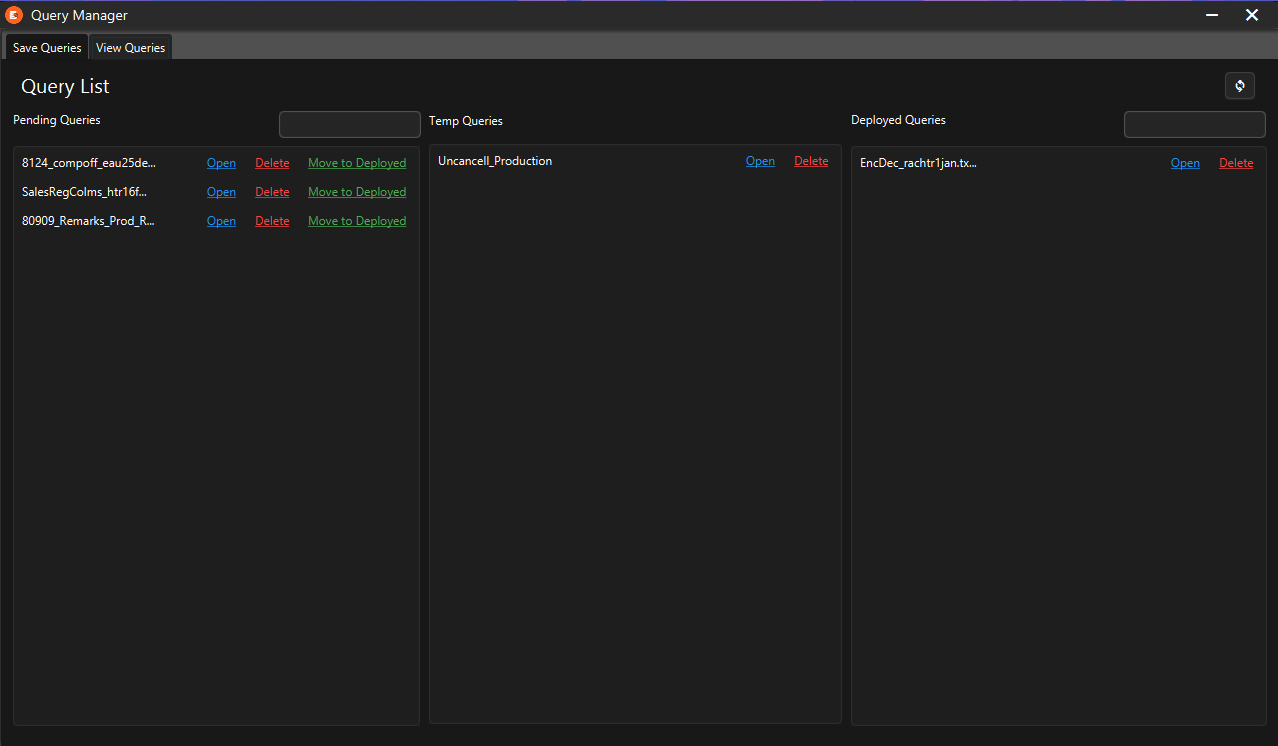 Query Manager
Save Queries View Queries
Query List
Pending Queries
8124_compoff_eau25de... Open Delete Move to Deployed
SalesRegColms_htr16f... Open Delete Move to Deployed
80909_Remarks_Prod_R... Open Delete Move to Deployed
Temp Queries
Uncancell_Production Open Delete
Deployed Queries
EncDec_rachtr1jan.tx... Open Delete